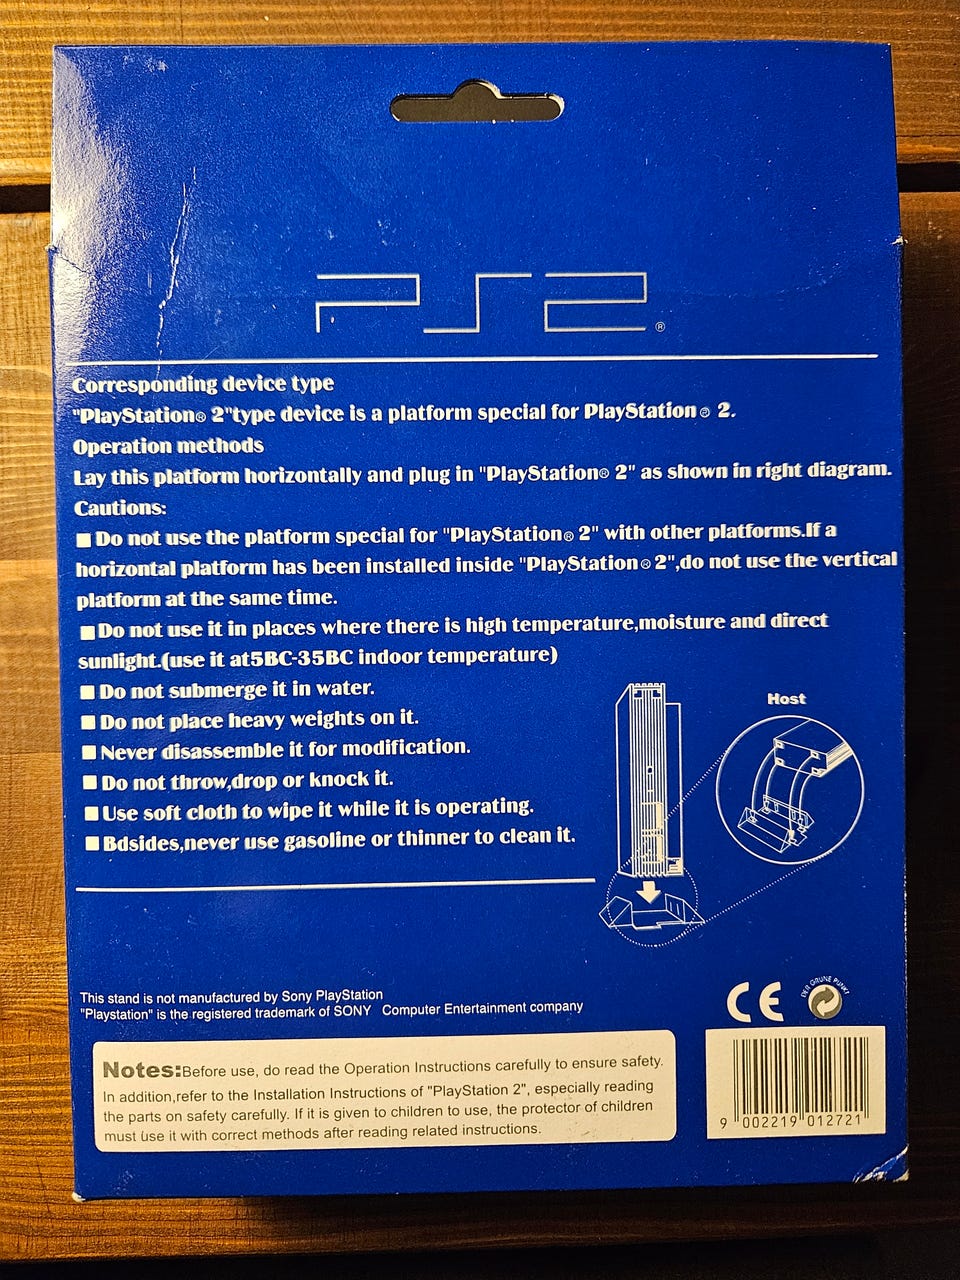 PS2®
Corresponding device type
"PlayStation® 2"type device is a platform special for PlayStation ® 2.
Operation methods
Lay this platform horizontally and plug in "PlayStation® 2" as shown in right diagram.
Cautions:
■ Do not use the platform special for "PlayStation® 2" with other platforms.If a
horizontal platform has been installed inside "PlayStation® 2",do not use the vertical
platform at the same time.
■ Do not use it in places where there is high temperature,moisture and direct
sunlight.(use it at5BC-35BC indoor temperature)
■ Do not submerge it in water.
■ Do not place heavy weights on it.
■ Never disassemble it for modification.
■ Do not throw,drop or knock it.
■ Use soft cloth to wipe it while it is operating.
■ Bdsides,never use gasoline or thinner to clean it.
Host
This stand is not manufactured by Sony PlayStation
"Playstation" is the registered trademark of SONY Computer Entertainment company
CE
DER GRÜNE PUNKT
Notes:Before use, do read the Operation Instructions carefully to ensure safety.
In addition,refer to the Installation Instructions of "PlayStation 2", especially reading
the parts on safety carefully. If it is given to children to use, the protector of children
must use it with correct methods after reading related instructions.
9 002219 012721